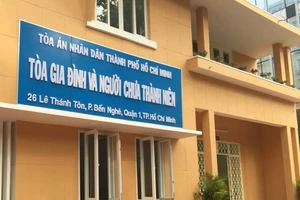 TÒA ÁN NHÂN DÂN THÀNH PHỐ HỒ CHÍ MINH
TÒA GIA ĐÌNH VÀ NGƯỜI CHƯA THÀNH NIÊN
26 Lê Thánh Tôn, P.Bến Nghé, Quận 1, TP.Hồ Chí Minh